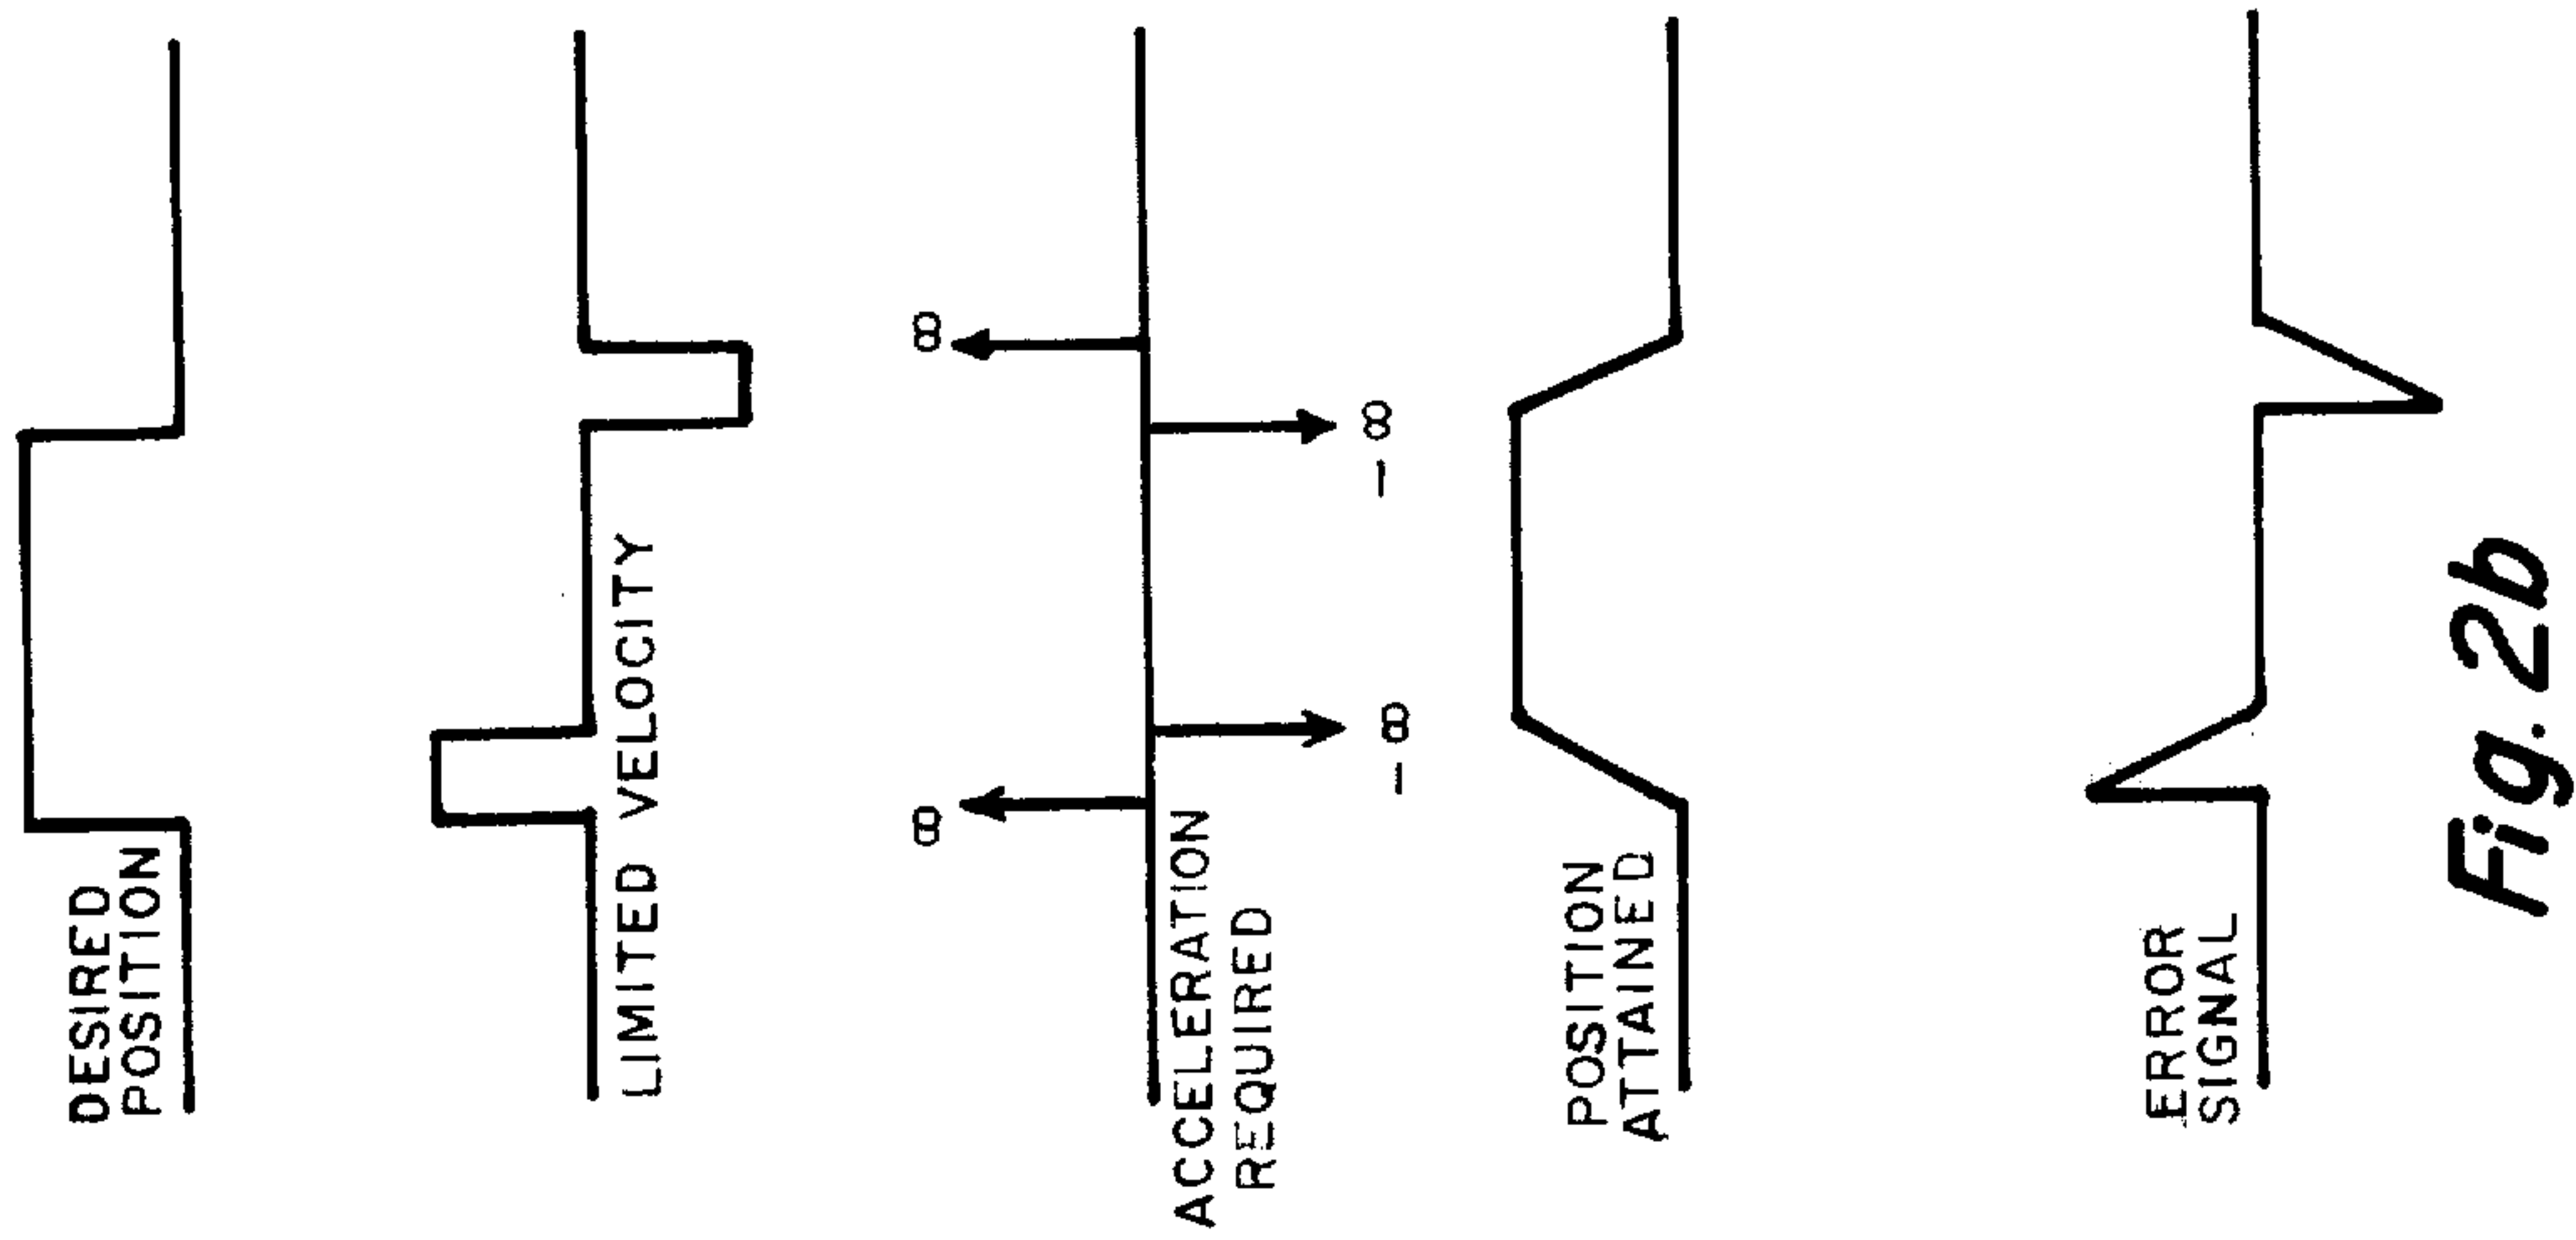 DESIRED
POSITION
LIMITED VELOCITY
∞
-∞
-∞
∞
ACCELERATION
REQUIRED
POSITION
ATTAINED
ERROR
SIGNAL
Fig. 2b